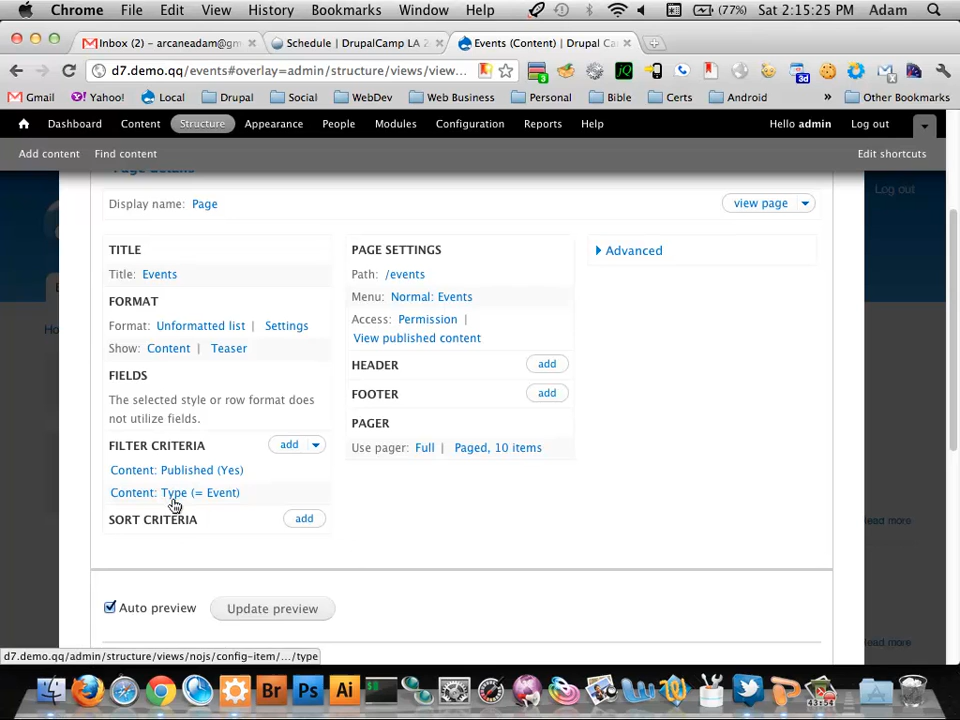 Chrome File Edit View History Bookmarks Window Help (77%) Sat 2:15:25 PM Adam
Inbox (2) - arcaneadam@gm
Schedule | DrupalCamp LA 2
Events (Content) | Drupal Ca
d7.demo.qq/events#overlay=admin/structure/views/view...
Gmail Yahoo! Local Drupal Social WebDev Web Business Personal Bible Certs Android » Other Bookmarks
Dashboard Content Structure Appearance People Modules Configuration Reports Help Hello admin Log out
Add content Find content Edit shortcuts
Page details
Log out
Display name: Page
view page
TITLE
Title: Events
FORMAT
Format: Unformatted list | Settings
Show: Content | Teaser
FIELDS
The selected style or row format does
not utilize fields.
FILTER CRITERIA add
Content: Published (Yes)
Content: Type (= Event)
SORT CRITERIA add
PAGE SETTINGS
Path: /events
Menu: Normal: Events
Access: Permission |
View published content
HEADER add
FOOTER add
PAGER
Use pager: Full | Paged, 10 items
Advanced
Ho
ead more
Auto preview Update preview
ead more
d7.demo.qq/admin/structure/views/nojs/config-item/.../type
Br Ps Ai
43:54